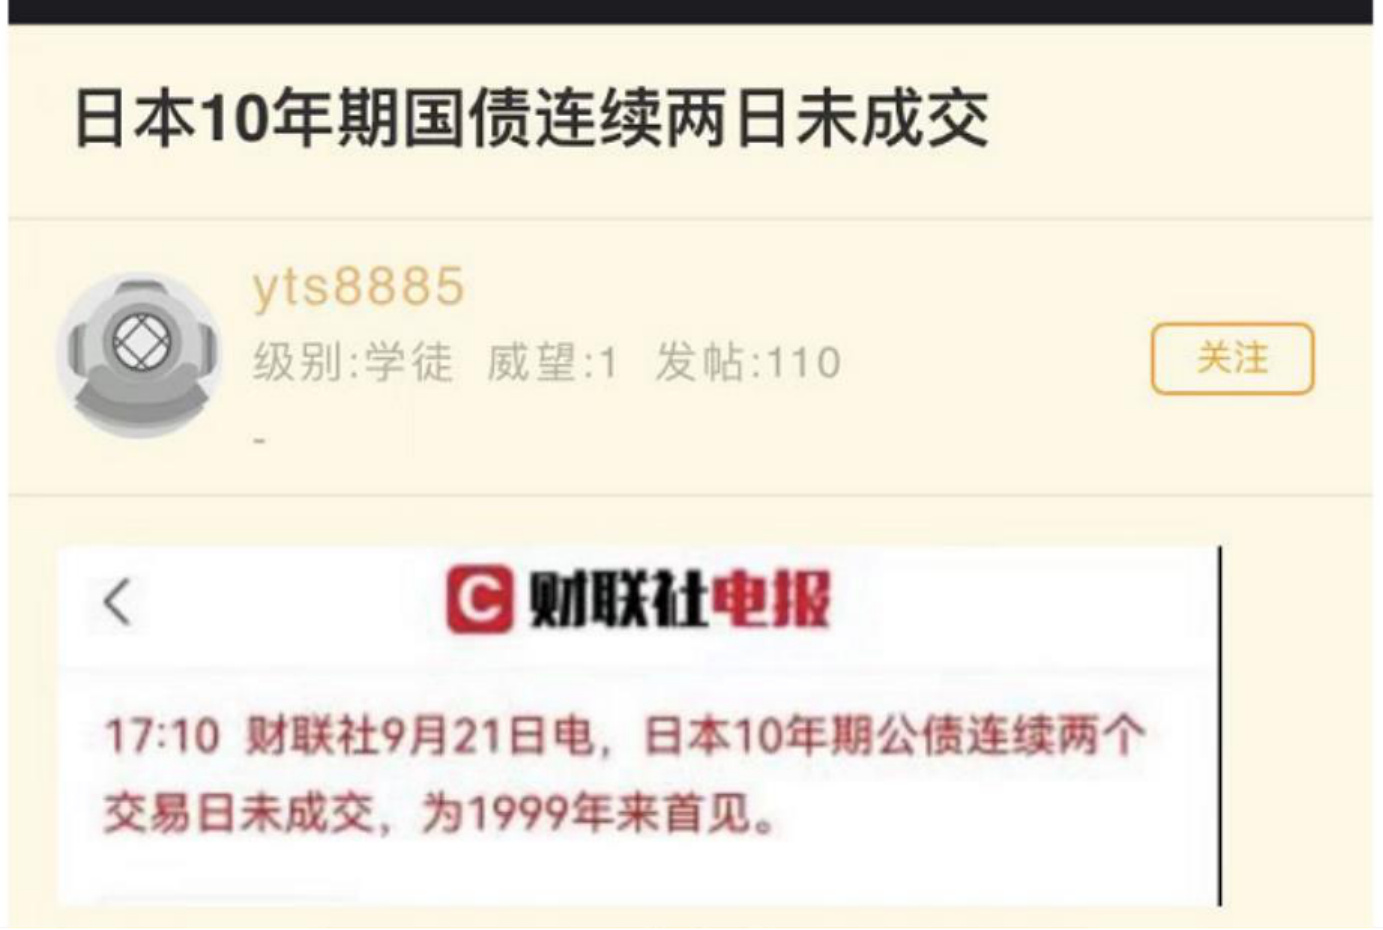 日本10年期国债连续两日未成交
yts8885
级别:学徒 威望:1 发帖:110
关注
-
C 财联社电报
17:10 财联社9月21日电，日本10年期公债连续两个
交易日未成交，为1999年来首见。